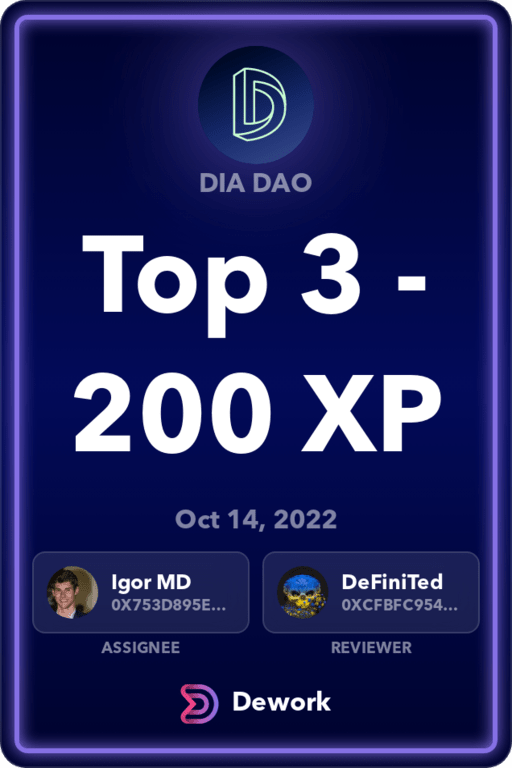 DIA DAO
Top 3 -
200 XP
Oct 14, 2022
Igor MD
0X753D895E...
ASSIGNEE
DeFiniTed
0XCFBFC954...
REVIEWER
Dework